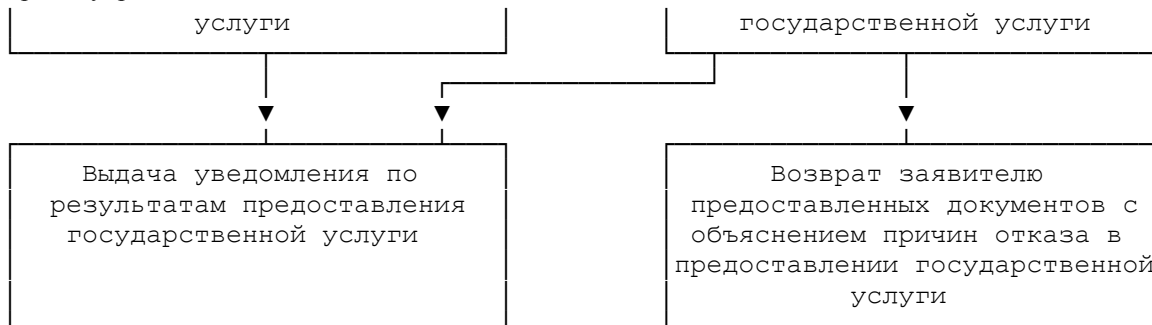 услуги
государственной услуги
Выдача уведомления по
результатам предоставления
государственной услуги
Возврат заявителю
предоставленных документов с
объяснением причин отказа в
предоставлении государственной
услуги